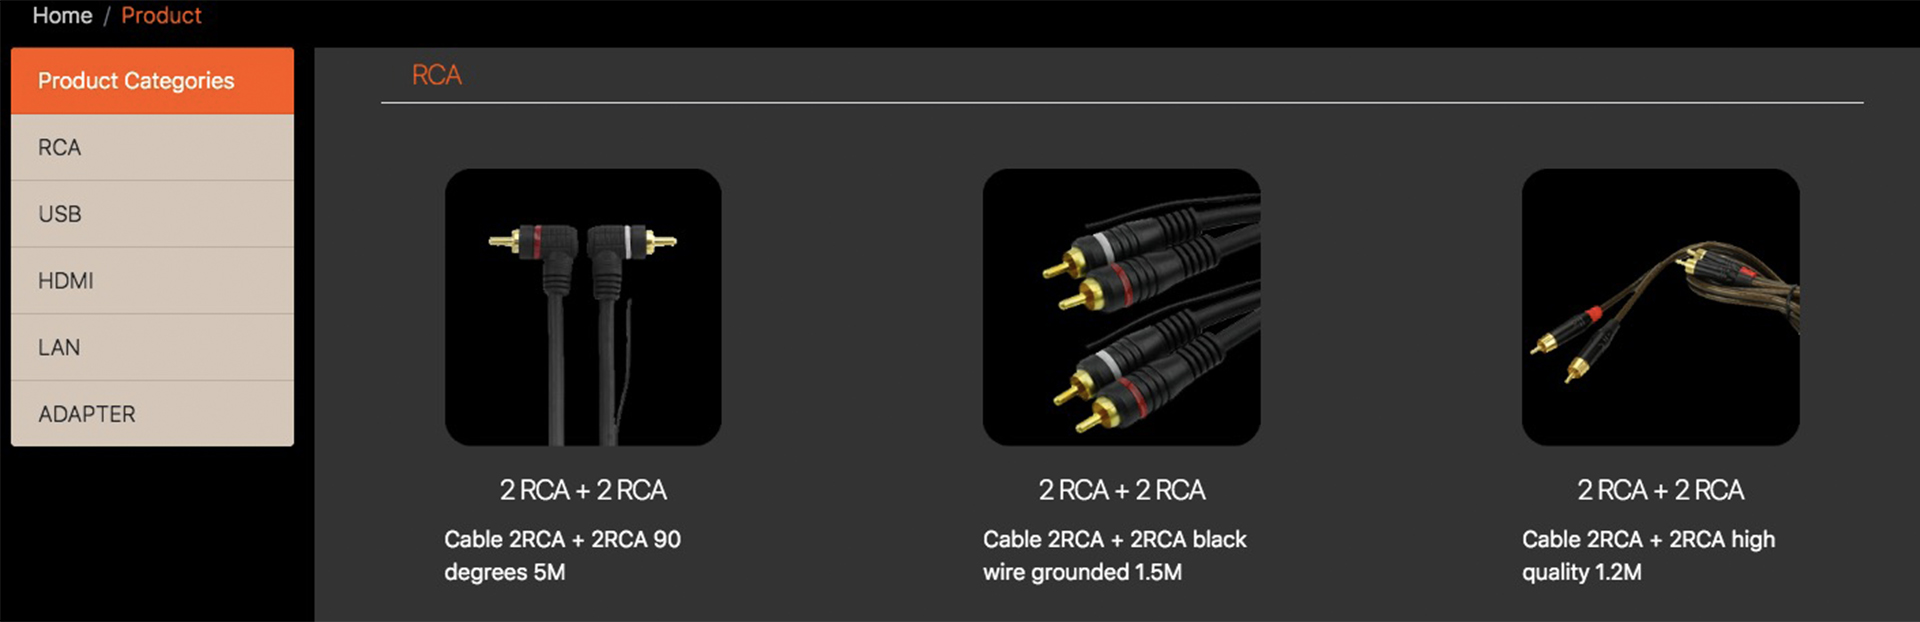 Home / Product
Product Categories
RCA
USB
HDMI
LAN
ADAPTER
RCA
2 RCA + 2 RCA
Cable 2RCA + 2RCA 90
degrees 5M
2 RCA + 2 RCA
Cable 2RCA + 2RCA black
wire grounded 1.5M
2 RCA + 2 RCA
Cable 2RCA + 2RCA high
quality 1.2M